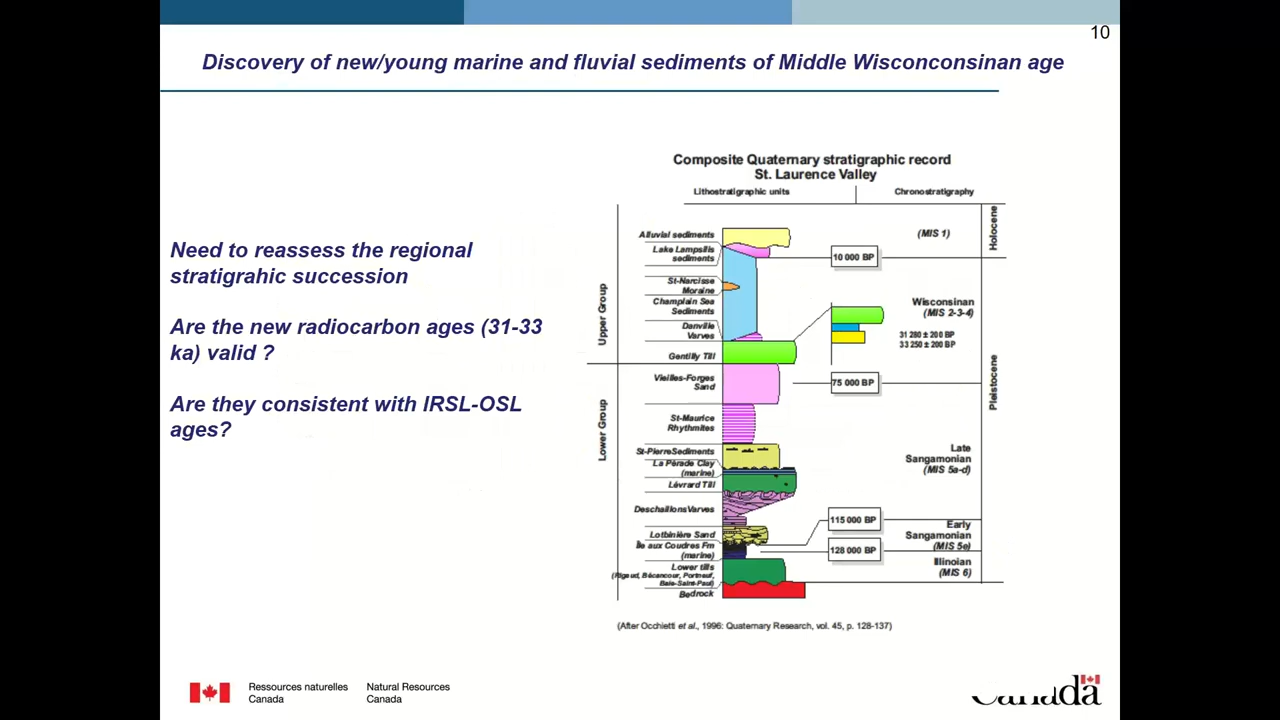 10
Discovery of new/young marine and fluvial sediments of Middle Wisconconsinan age
Need to reassess the regional
stratigrahic succession
Are the new radiocarbon ages (31-33
ka) valid ?
Are they consistent with IRSL-OSL
ages?
Composite Quaternary stratigraphic record
St. Laurence Valley
Lithostratigraphic units
Chronostratigraphy
Upper Group
Lower Group
Alluvial sediments
Lake Lampsilis
sediments
St-Narcisse
Moraine
Champlain Sea
Sediments
Danville
Varves
Gentilly Till
Vieilles-Forges
Sand
St-Maurice
Rhythmites
St-PierreSediments
La Pérade Clay
(marine)
Lévrard Till
DeschaillonsVarves
Lotbinière Sand
Île aux Coudres Fm
(marine)
Lower tills
(Rigaud, Bécancour, Portneuf,
Baie-Saint-Paul)
Bedrock
10 000 BP
31 280 ± 200 BP
33 250 ± 200 BP
75 000 BP
115 000 BP
128 000 BP
(MIS 1)
Wisconsinan
(MIS 2-3-4)
Late
Sangamonian
(MIS 5a-d)
Early
Sangamonian
(MIS 5e)
Illinoian
(MIS 6)
Holocene
Pleistocene
(After Occhietti et al., 1996: Quaternary Research, vol. 45, p. 128-137)
Ressources naturelles
Canada
Natural Resources
Canada
Canada